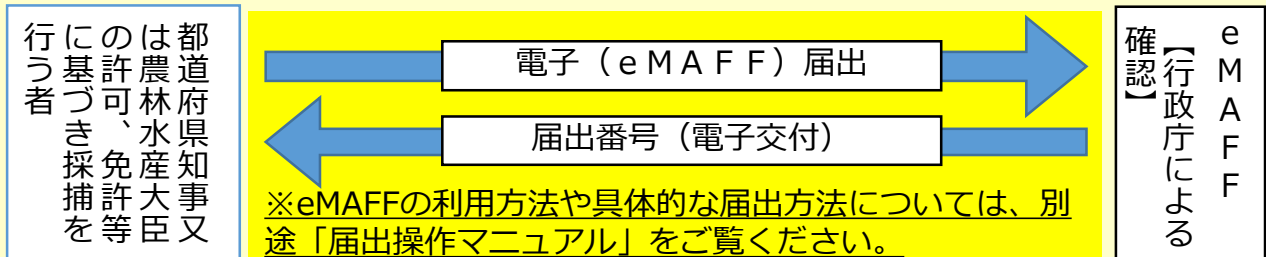 都道府県知事又
は農林水産大臣
の許可、免許等
に基づき採捕を
行う者
電子（ｅＭＡＦＦ）届出
届出番号（電子交付）
※eMAFFの利用方法や具体的な届出方法については、別
途「届出操作マニュアル」をご覧ください。
ｅＭＡＦＦ
【行政庁による
確認】